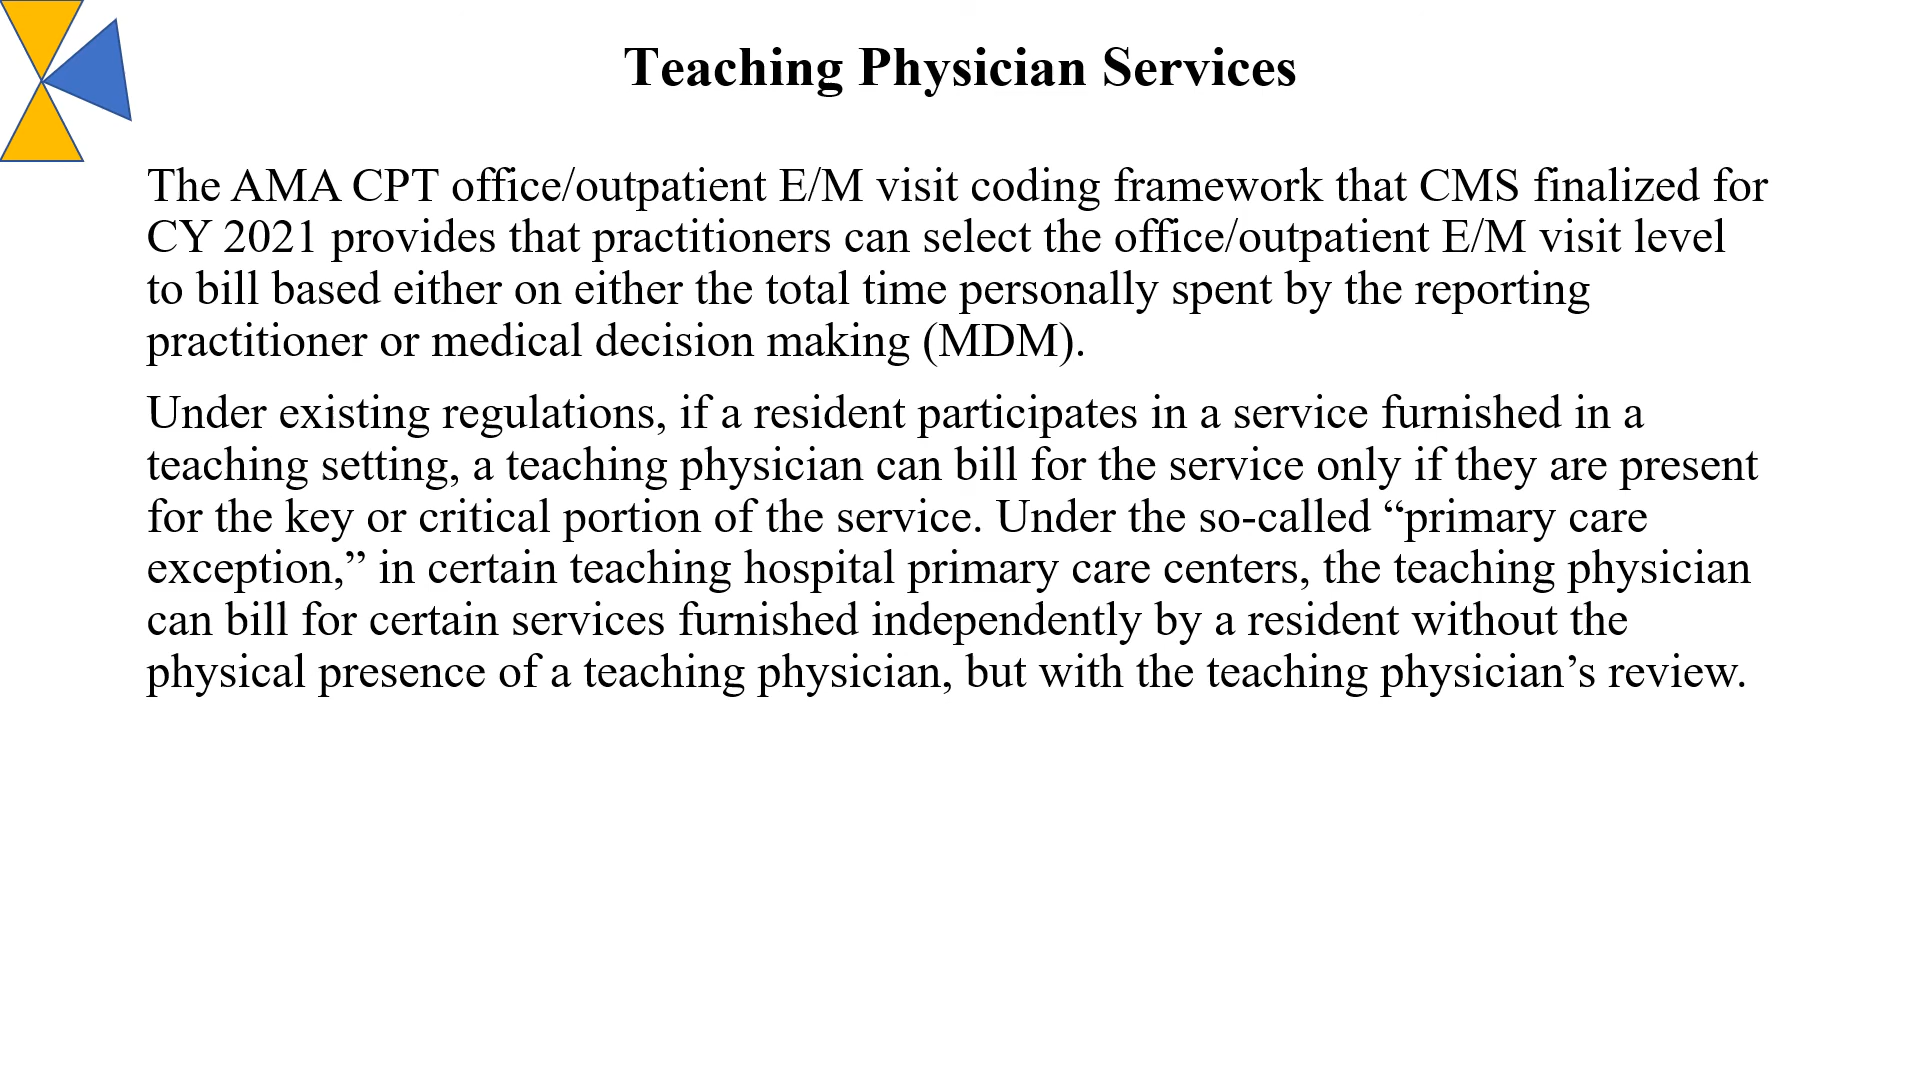 Teaching Physician Services
The AMA CPT office/outpatient E/M visit coding framework that CMS finalized for
CY 2021 provides that practitioners can select the office/outpatient E/M visit level
to bill based either on either the total time personally spent by the reporting
practitioner or medical decision making (MDM).
Under existing regulations, if a resident participates in a service furnished in a
teaching setting, a teaching physician can bill for the service only if they are present
for the key or critical portion of the service. Under the so-called “primary care
exception,” in certain teaching hospital primary care centers, the teaching physician
can bill for certain services furnished independently by a resident without the
physical presence of a teaching physician, but with the teaching physician’s review.